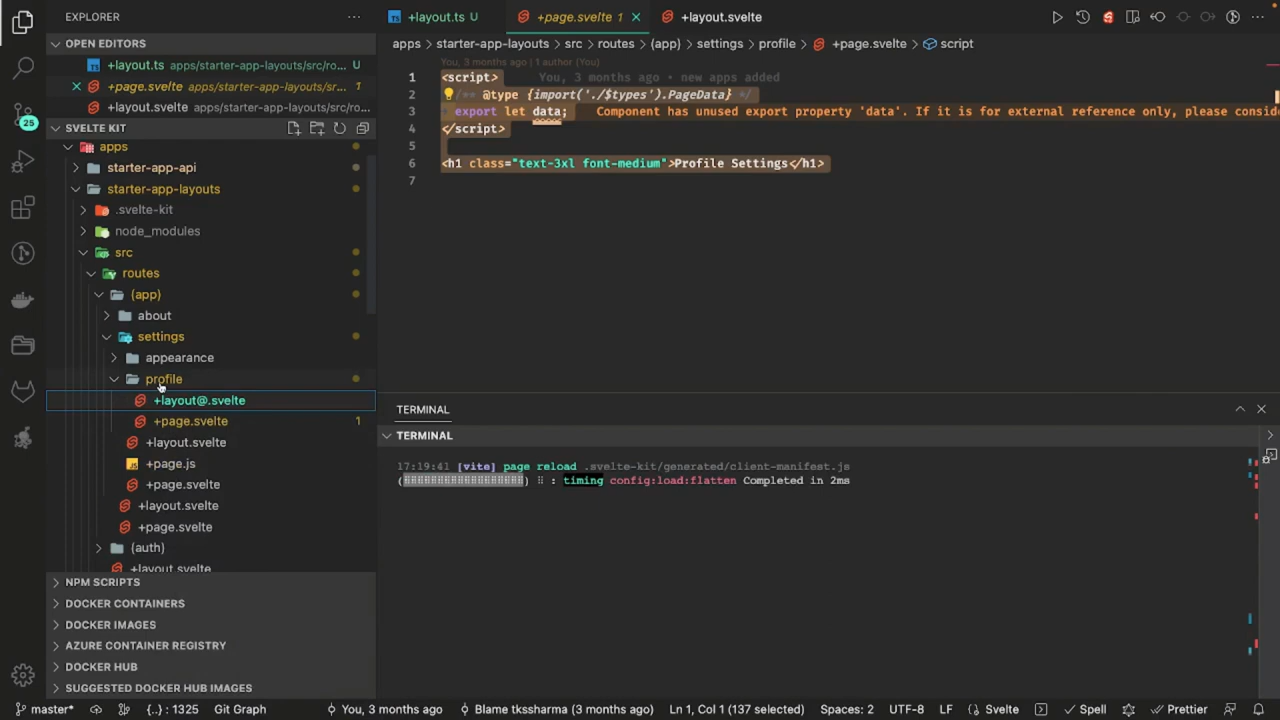 EXPLORER
OPEN EDITORS
+layout.ts apps/starter-app-layouts/src/ro... U
+page.svelte apps/starter-app-layouts/sr... 1
+layout.svelte apps/starter-app-layouts/src/ro...
SVELTE KIT
apps
starter-app-api
starter-app-layouts
.svelte-kit
node_modules
src
routes
(app)
about
settings
appearance
profile
+layout@.svelte
+page.svelte 1
+layout.svelte
+page.js
+page.svelte
+layout.svelte
+page.svelte
(auth)
+layout.svelte
NPM SCRIPTS
DOCKER CONTAINERS
DOCKER IMAGES
AZURE CONTAINER REGISTRY
DOCKER HUB
SUGGESTED DOCKER HUB IMAGES
25
+layout.ts U
+page.svelte 1
+layout.svelte
apps > starter-app-layouts > src > routes > (app) > settings > profile > +page.svelte > script
You, 3 months ago | 1 author (You)
1 <script> You, 3 months ago • new apps added
2 /** @type {import('./$types').PageData} */
3 export let data; Component has unused export property 'data'. If it is for external reference only, please conside
4 </script>
5
6 <h1 class="text-3xl font-medium">Profile Settings</h1>
7
TERMINAL
TERMINAL
17:19:41 [vite] page reload .svelte-kit/generated/client-manifest.js
timing config:load:flatten Completed in 2ms
master* {..} : 1325 Git Graph You, 3 months ago Blame tkssharma (3 months ago) Ln 1, Col 1 (137 selected) Spaces: 2 UTF-8 LF Svelte Spell Prettier